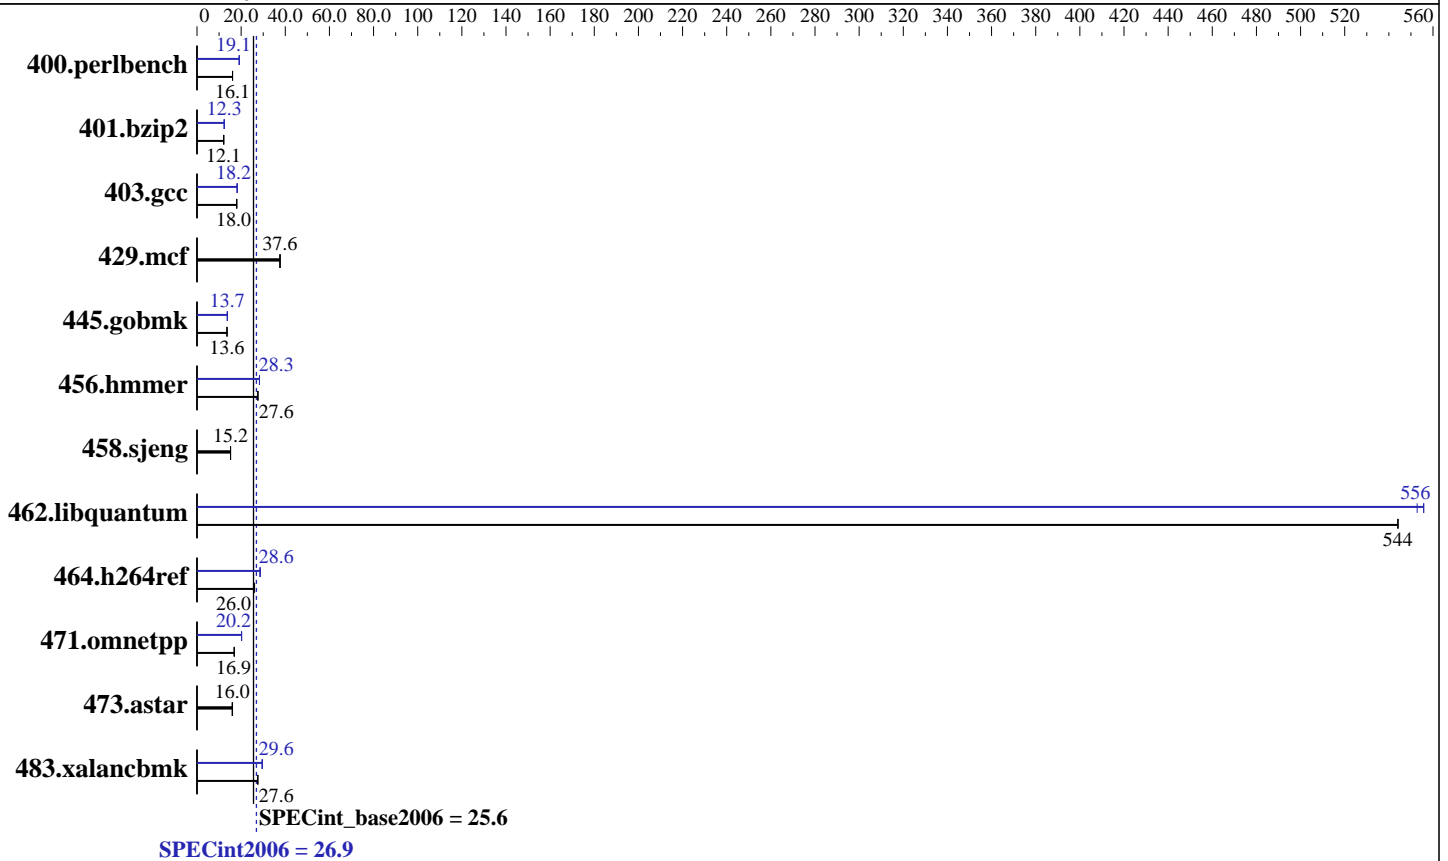 0 20.0 40.0 60.0 80.0 100 120 140 160 180 200 220 240 260 280 300 320 340 360 380 400 420 440 460 480 500 520 560
19.1
400.perlbench
16.1
12.3
401.bzip2
12.1
18.2
403.gcc
18.0
37.6
429.mcf
13.7
445.gobmk
13.6
28.3
456.hmmer
27.6
15.2
458.sjeng
556
462.libquantum
544
28.6
464.h264ref
26.0
20.2
471.omnetpp
16.9
16.0
473.astar
29.6
483.xalancbmk
27.6
SPECint_base2006 = 25.6
SPECint2006 = 26.9